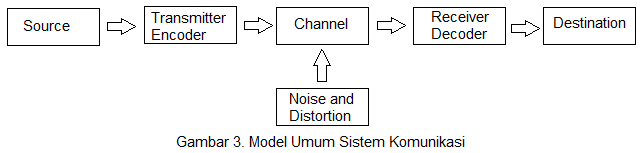 Source
Transmitter
Encoder
Channel
Receiver
Decoder
Destination
Noise and
Distortion
Gambar 3. Model Umum Sistem Komunikasi